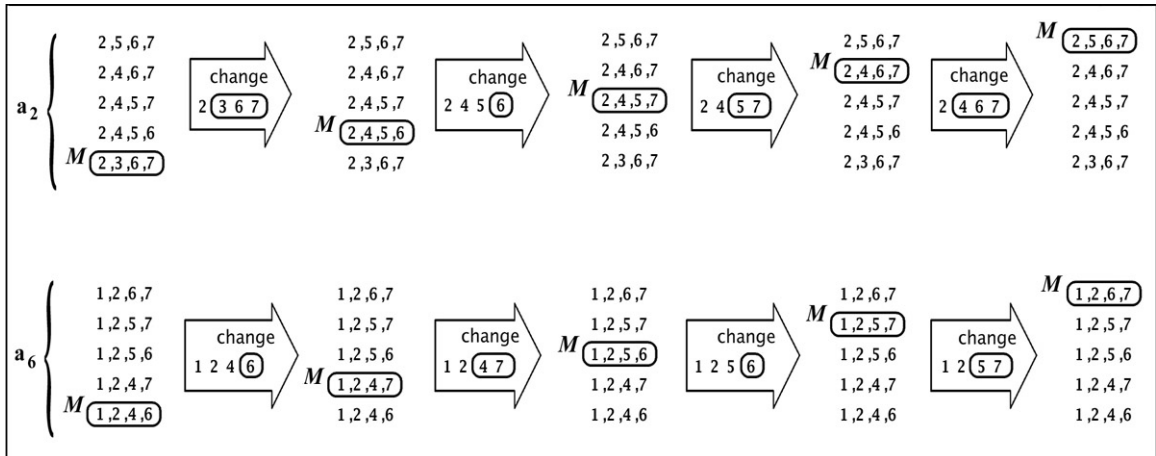 2,5,6,7 2,5,6,7 2,5,6,7 2,5,6,7 M 2,5,6,7
2,4,6,7 change 2,4,6,7 change 2,4,6,7 change M 2,4,6,7 change 2,4,6,7
a2 2,4,5,7 2 3 6 7 2,4,5,7 2 4 5 6 M 2,4,5,7 2 4 5 7 2,4,5,7 2 4 6 7 2,4,5,7
2,4,5,6 M 2,4,5,6 2,4,5,6 2,4,5,6 2,4,5,6
M 2,3,6,7 2,3,6,7 2,3,6,7 2,3,6,7 2,3,6,7
1,2,6,7 1,2,6,7 1,2,6,7 1,2,6,7 M 1,2,6,7
1,2,5,7 change 1,2,5,7 change 1,2,5,7 change M 1,2,5,7 change 1,2,5,7
a6 1,2,5,6 1 2 4 6 1,2,5,6 1 2 4 7 M 1,2,5,6 1 2 5 6 1,2,5,6 1 2 5 7 1,2,5,6
1,2,4,7 M 1,2,4,7 1,2,4,7 1,2,4,7 1,2,4,7
M 1,2,4,6 1,2,4,6 1,2,4,6 1,2,4,6 1,2,4,6